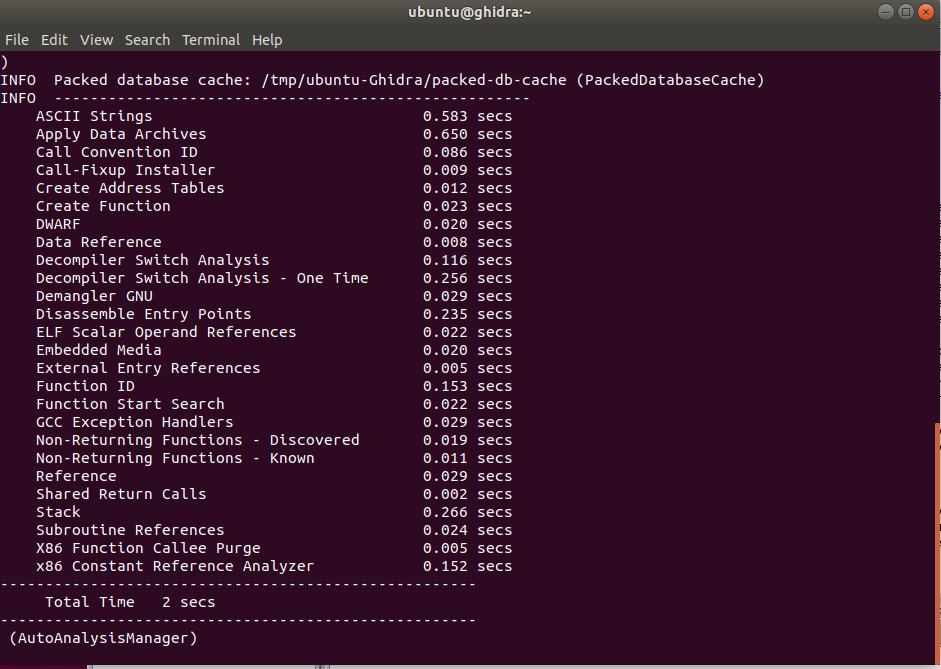 ubuntu@ghidra:~
File Edit View Search Terminal Help
)
INFO  Packed database cache: /tmp/ubuntu-Ghidra/packed-db-cache (PackedDatabaseCache)
INFO  -----------------------------------------------------
    ASCII Strings                              0.583 secs
    Apply Data Archives                        0.650 secs
    Call Convention ID                         0.086 secs
    Call-Fixup Installer                       0.009 secs
    Create Address Tables                      0.012 secs
    Create Function                            0.023 secs
    DWARF                                      0.020 secs
    Data Reference                             0.008 secs
    Decompiler Switch Analysis                 0.116 secs
    Decompiler Switch Analysis - One Time      0.256 secs
    Demangler GNU                              0.029 secs
    Disassemble Entry Points                   0.235 secs
    ELF Scalar Operand References              0.022 secs
    Embedded Media                             0.020 secs
    External Entry References                  0.005 secs
    Function ID                                0.153 secs
    Function Start Search                      0.022 secs
    GCC Exception Handlers                     0.029 secs
    Non-Returning Functions - Discovered       0.019 secs
    Non-Returning Functions - Known            0.011 secs
    Reference                                  0.029 secs
    Shared Return Calls                        0.002 secs
    Stack                                      0.266 secs
    Subroutine References                      0.024 secs
    X86 Function Callee Purge                  0.005 secs
    x86 Constant Reference Analyzer            0.152 secs
-----------------------------------------------------
     Total Time   2 secs
-----------------------------------------------------
 (AutoAnalysisManager)